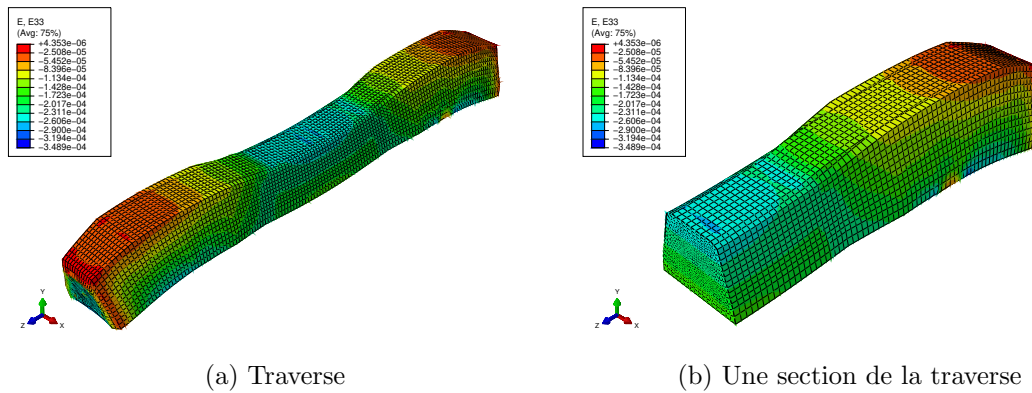 E, E33
(Avg: 75%)
+4.353e-06
-2.508e-05
-5.452e-05
-8.396e-05
-1.134e-04
-1.428e-04
-1.723e-04
-2.017e-04
-2.311e-04
-2.606e-04
-2.900e-04
-3.194e-04
-3.489e-04
Y
Z
X
(a) Traverse
E, E33
(Avg: 75%)
+4.353e-06
-2.508e-05
-5.452e-05
-8.396e-05
-1.134e-04
-1.428e-04
-1.723e-04
-2.017e-04
-2.311e-04
-2.606e-04
-2.900e-04
-3.194e-04
-3.489e-04
Y
Z
X
(b) Une section de la traverse